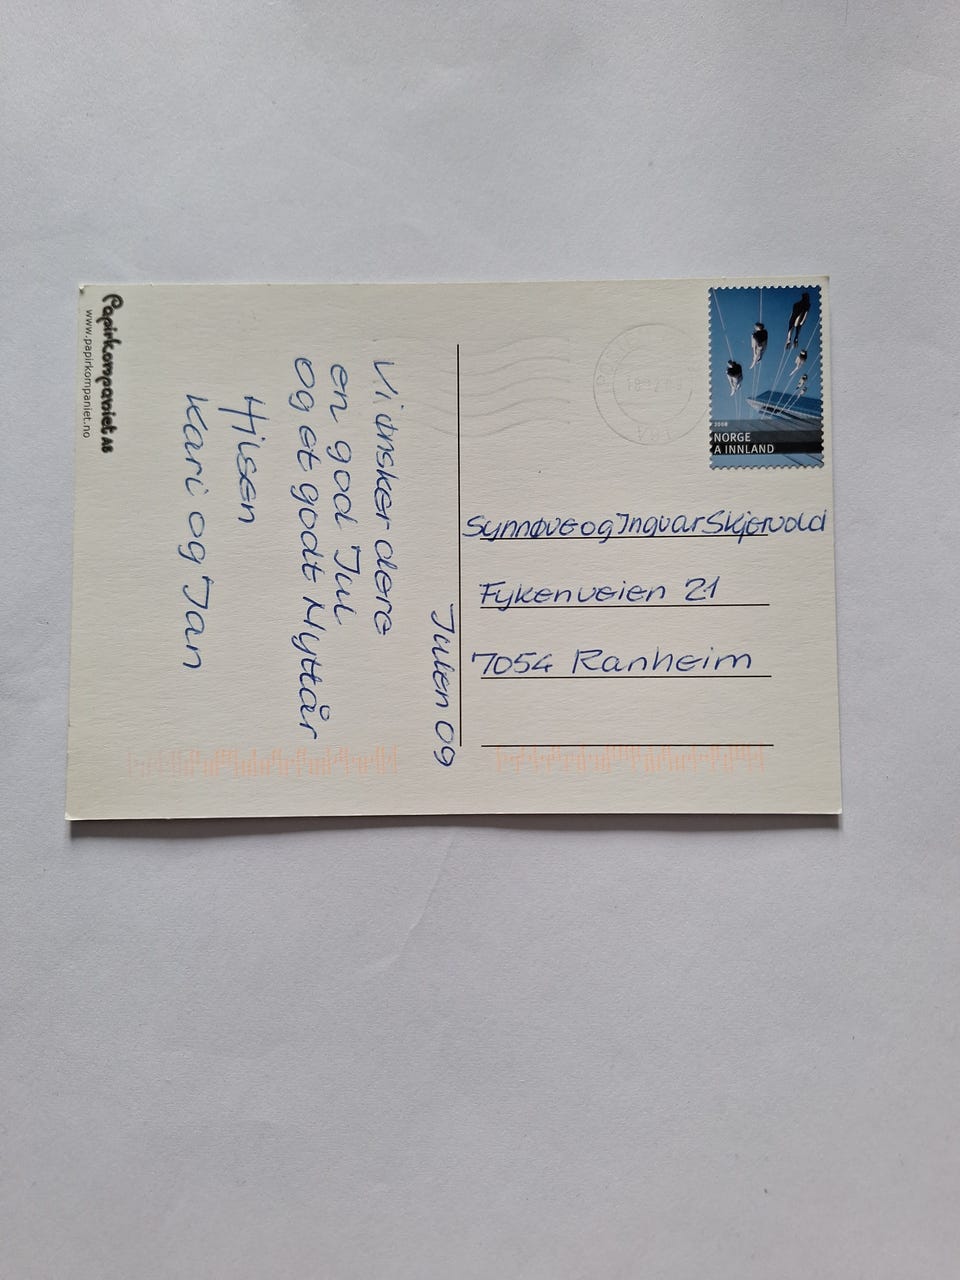 Papirkompaniet AS
www.papirkompaniet.no
Julen 09
Vi ønsker dere
en god Jul
og et godt Nyttår
Hilsen
Kari og Jan
2008
NORGE
A INNLAND
Synnøve og Ingvar Skjervold
Fykenveien 21
7054 Ranheim